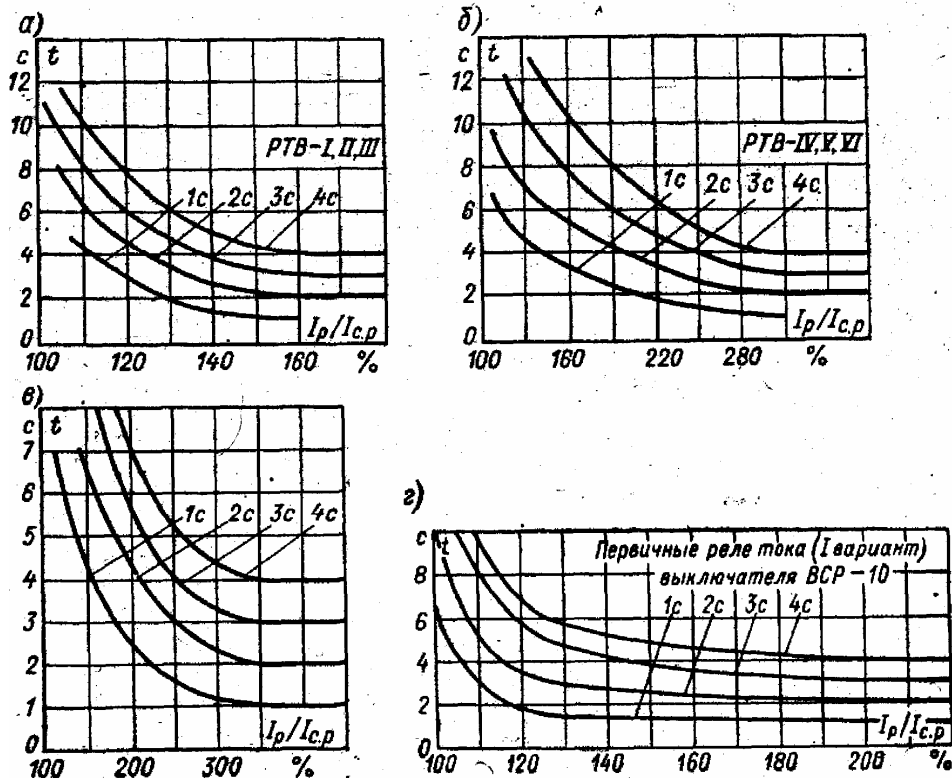 а)
c t
12
10
8
6
4
2
0
РТВ-I, II, III
1с 2с 3с 4с
Iр/Iс.р
100 120 140 160 %
б)
c t
12
10
8
6
4
2
0
РТВ-IV, V, VI
1с 2с 3с 4с
Iр/Iс.р
100 160 220 280 %
в)
c t
7
6
5
4
3
2
1
0
1с 2с 3с 4с
Iр/Iс.р
100 200 300 %
г)
c t
8
6
4
2
0
Первичные реле тока (I вариант)
выключателя ВСР-10
1с 2с 3с 4с
Iр/Iс.р
100 120 140 160 180 200 %